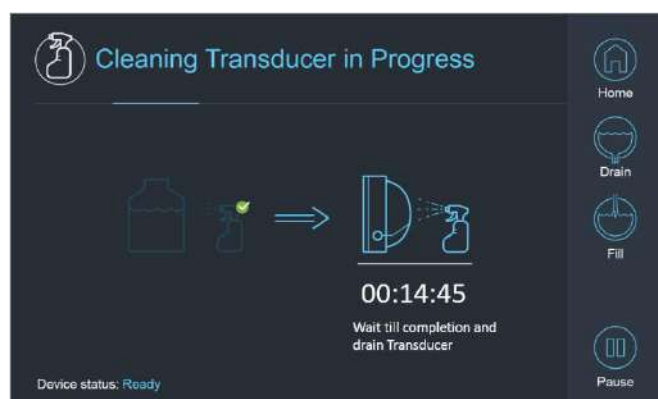 Cleaning Transducer in Progress
Home
Drain
Fill
00:14:45
Wait till completion and
drain Transducer
Device status: Ready
Pause